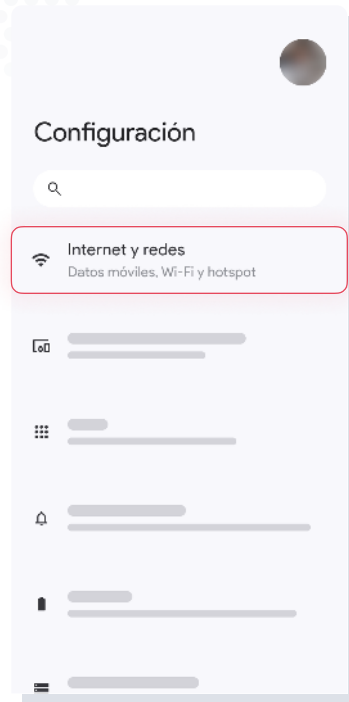 Configuración
Internet y redes
Datos móviles, Wi-Fi y hotspot